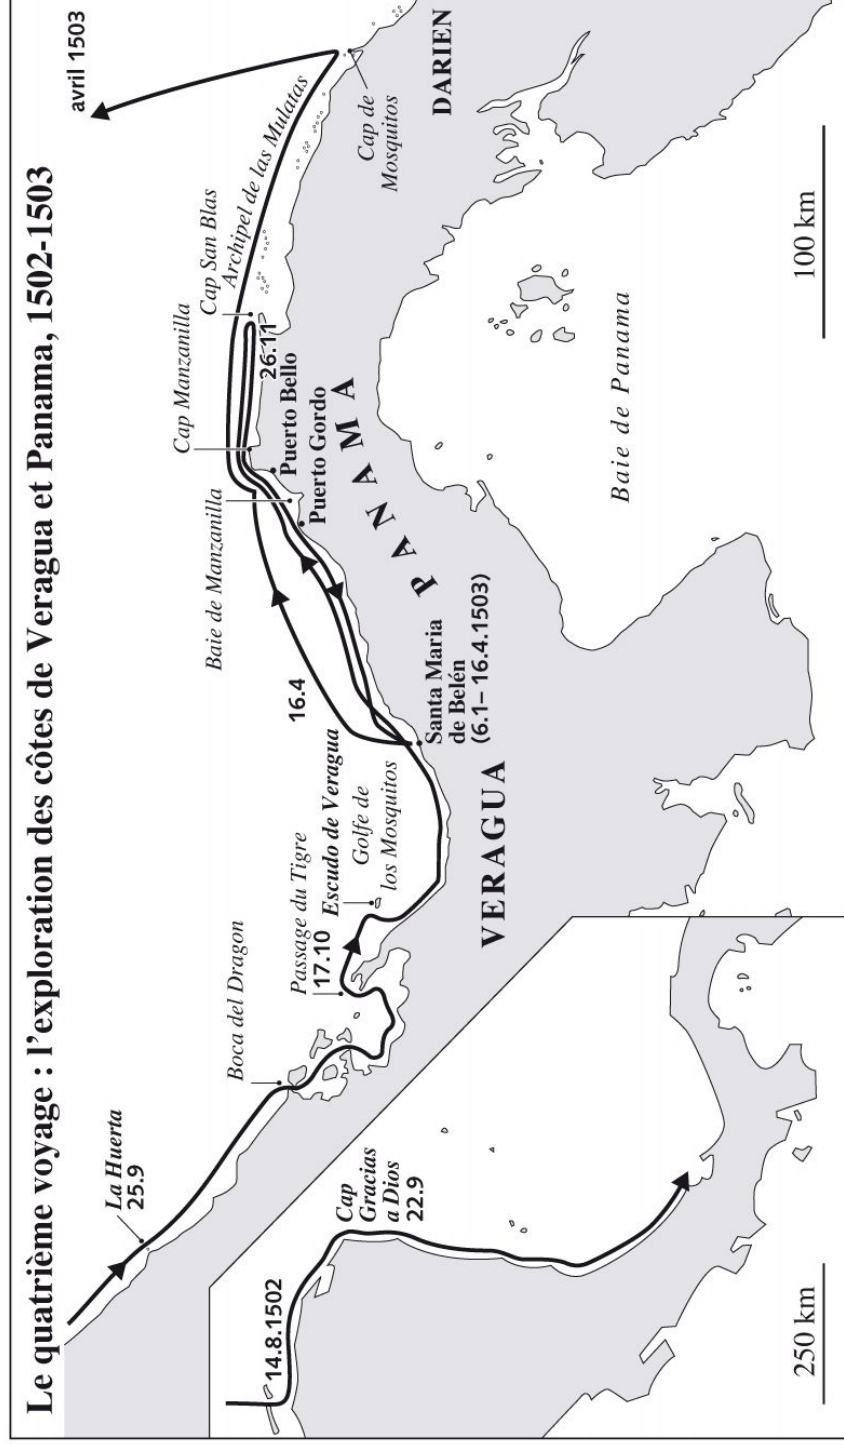 Le quatrième voyage : l'exploration des côtes de Veragua et Panama, 1502-1503
avril 1503
La Huerta
25.9
Boca del Dragon
Passage du Tigre
17.10
Escudo de Veragua
Golfe de
los Mosquitos
16.4
Baie de Manzanilla
Cap Manzanilla
Cap San Blas
Archipel de las Mulatas
26.11
Puerto Bello
Puerto Gordo
Cap de
Mosquitos
DARIEN
PANAMA
Santa Maria
de Belén
(6.1– 16.4.1503)
VERAGUA
Baie de Panama
100 km
14.8.1502
Cap
Gracias
a Dios
22.9
250 km